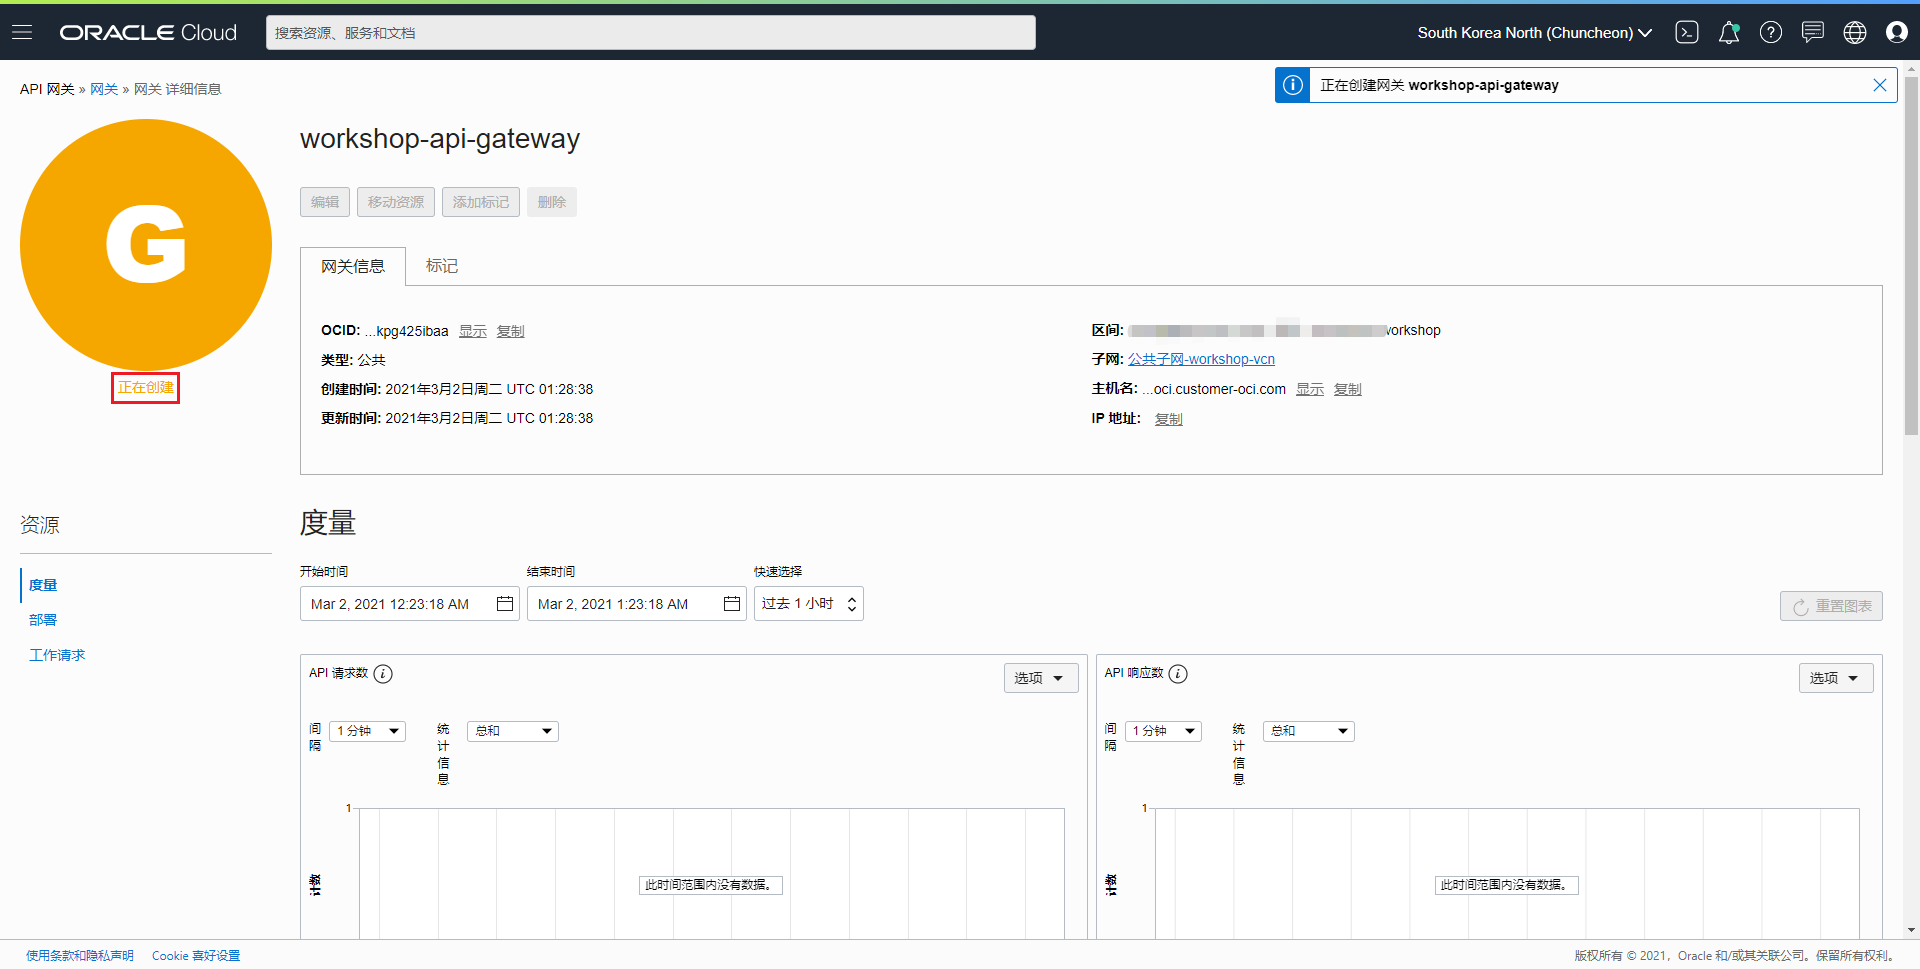 ORACLE Cloud
搜索资源、服务和文档
South Korea North (Chuncheon)
API 网关 » 网关 » 网关 详细信息
正在创建网关 workshop-api-gateway
G
正在创建
workshop-api-gateway
编辑 移动资源 添加标记 删除
网关信息 标记
OCID: ...kpg425ibaa 显示 复制
类型: 公共
创建时间: 2021年3月2日周二 UTC 01:28:38
更新时间: 2021年3月2日周二 UTC 01:28:38
区间: workshop
子网: 公共子网-workshop-vcn
主机名: ...oci.customer-oci.com 显示 复制
IP 地址: 复制
资源
度量
部署
工作请求
度量
开始时间 结束时间 快速选择
Mar 2, 2021 12:23:18 AM Mar 2, 2021 1:23:18 AM 过去 1 小时
重置图表
API 请求数 选项
间隔 1 分钟 统计信息 总和
1
计数
此时间范围内没有数据。
API 响应数 选项
间隔 1 分钟 统计信息 总和
1
计数
此时间范围内没有数据。
使用条款和隐私声明 Cookie 喜好设置
版权所有 © 2021，Oracle 和/或其关联公司。保留所有权利。